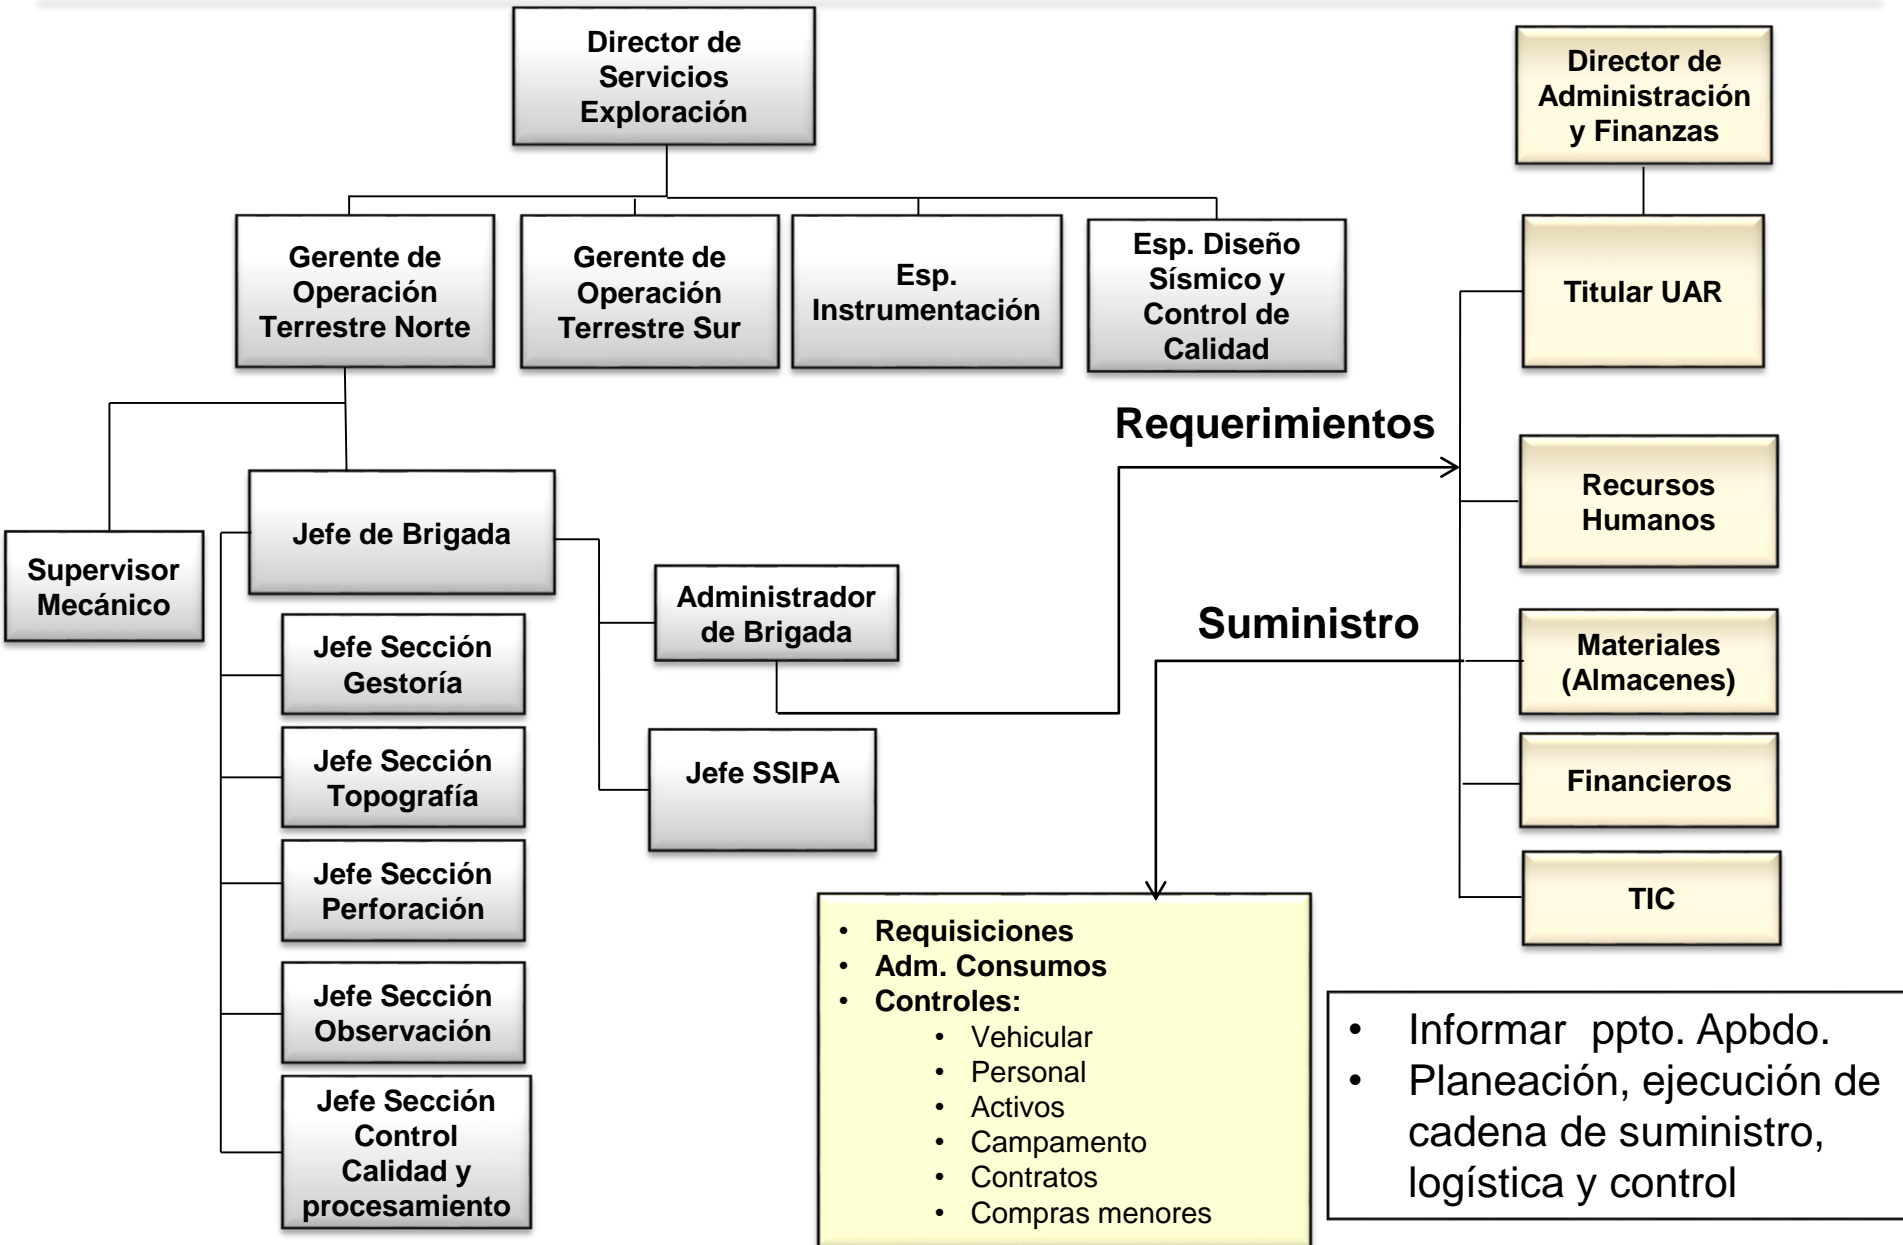 Director de
Servicios
Exploración
Director de
Administración
y Finanzas
Gerente de
Operación
Terrestre Norte
Gerente de
Operación
Terrestre Sur
Esp.
Instrumentación
Esp. Diseño
Sísmico y
Control de
Calidad
Titular UAR
Requerimientos
Recursos
Humanos
Jefe de Brigada
Supervisor
Mecánico
Administrador
de Brigada
Suministro
Materiales
(Almacenes)
Jefe Sección
Gestoría
Jefe Sección
Topografía
Jefe SSIPA
Financieros
Jefe Sección
Perforación
TIC
Jefe Sección
Observación
Jefe Sección
Control
Calidad y
procesamiento
• Requisiciones
• Adm. Consumos
• Controles:
• Vehicular
• Personal
• Activos
• Campamento
• Contratos
• Compras menores
• Informar ppto. Apbdo.
• Planeación, ejecución de
cadena de suministro,
logística y control